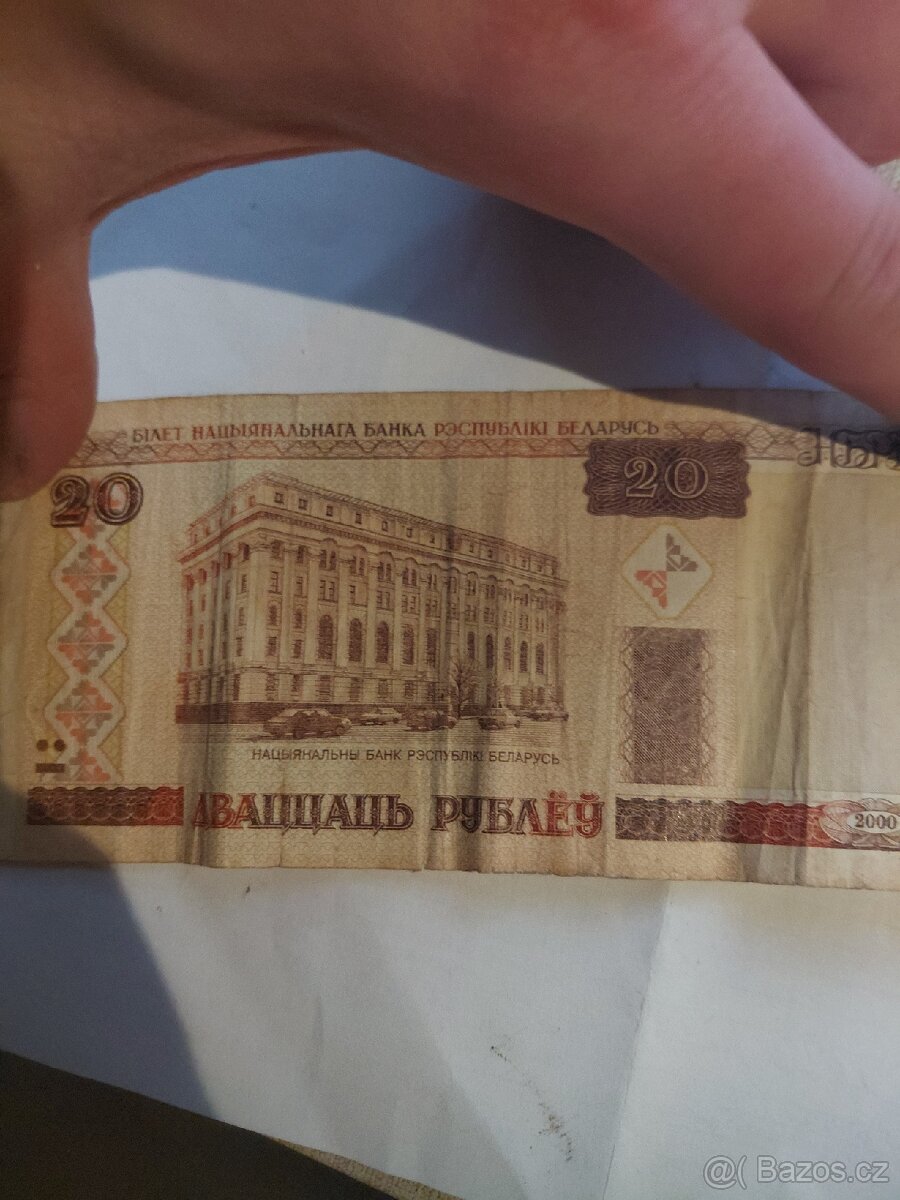 БІЛЕТ НАЦЫЯНАЛЬНАГА БАНКА РЭСПУБЛІКІ БЕЛАРУСЬ
20
20
НАЦЫЯНАЛЬНЫ БАНК РЭСПУБЛІКІ БЕЛАРУСЬ
ДВАЦЦАЦЬ РУБЛЁЎ
2000
@( Bazos.cz